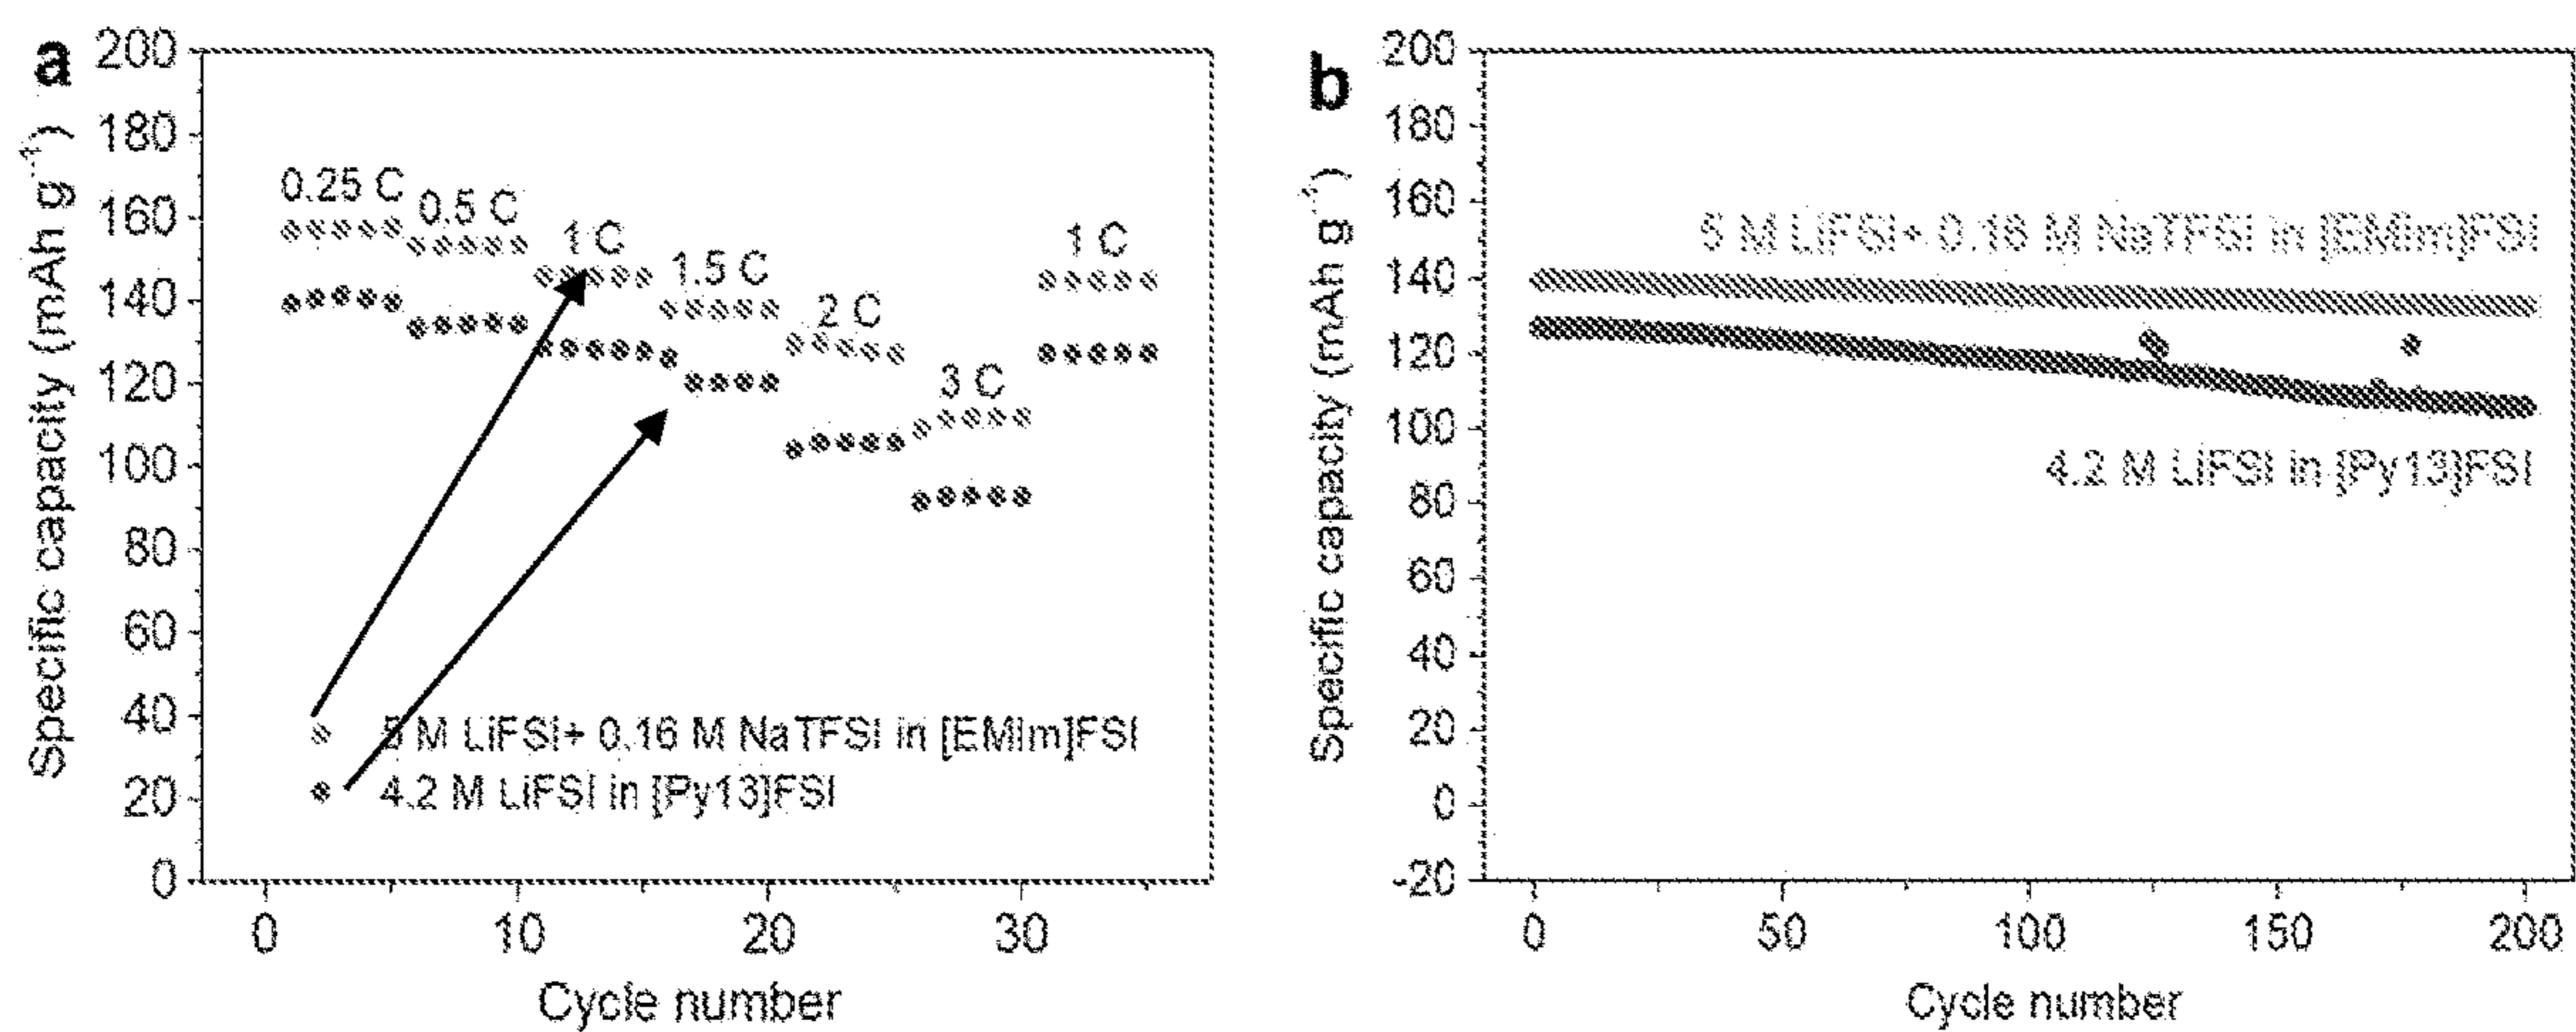 a
200
180
160
140
120
100
80
60
40
20
0
Specific capacity (mAh g⁻¹)
0.25 C
0.5 C
1 C
1.5 C
2 C
3 C
1 C
5 M LiFSI+ 0.16 M NaTFSI in [EMIm]FSI
4.2 M LiFSI in [Py13]FSI
0 10 20 30
Cycle number
b
200
180
160
140
120
100
80
60
40
20
0
-20
Specific capacity (mAh g⁻¹)
5 M LiFSI+ 0.16 M NaTFSI in [EMIm]FSI
4.2 M LiFSI in [Py13]FSI
0 50 100 150 200
Cycle number